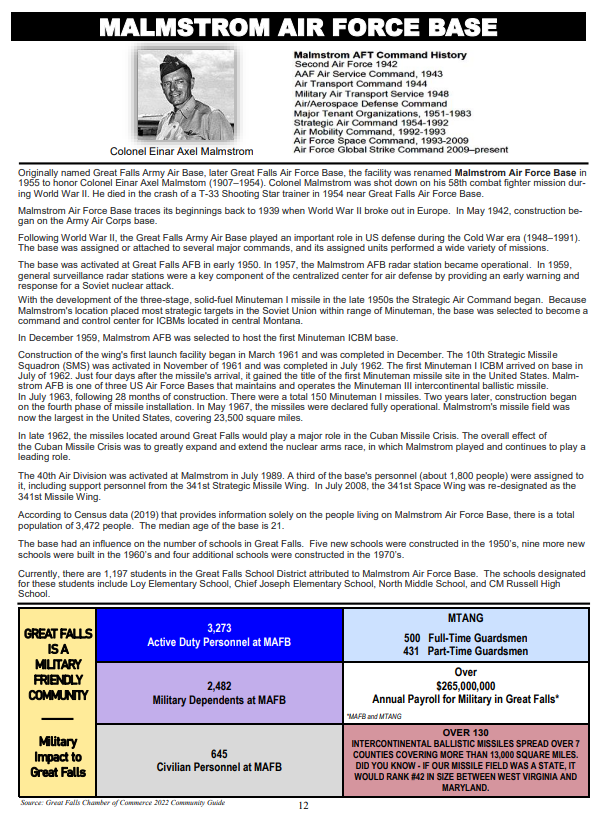 MALMSTROM AIR FORCE BASE
Malmstrom AFT Command History
Second Air Force 1942
AAF Air Service Command, 1943
Air Transport Command 1944
Military Air Transport Service 1948
Air/Aerospace Defense Command
Major Tenant Organizations, 1951-1983
Strategic Air Command 1954-1992
Air Mobility Command, 1992-1993
Air Force Space Command, 1993-2009
Air Force Global Strike Command 2009–present
Colonel Einar Axel Malmstrom
Originally named Great Falls Army Air Base, later Great Falls Air Force Base, the facility was renamed Malmstrom Air Force Base in
1955 to honor Colonel Einar Axel Malmstom (1907–1954). Colonel Malmstrom was shot down on his 58th combat fighter mission dur-
ing World War II. He died in the crash of a T-33 Shooting Star trainer in 1954 near Great Falls Air Force Base.
Malmstrom Air Force Base traces its beginnings back to 1939 when World War II broke out in Europe. In May 1942, construction be-
gan on the Army Air Corps base.
Following World War II, the Great Falls Army Air Base played an important role in US defense during the Cold War era (1948–1991).
The base was assigned or attached to several major commands, and its assigned units performed a wide variety of missions.
The base was activated at Great Falls AFB in early 1950. In 1957, the Malmstrom AFB radar station became operational. In 1959,
general surveillance radar stations were a key component of the centralized center for air defense by providing an early warning and
response for a Soviet nuclear attack.
With the development of the three-stage, solid-fuel Minuteman I missile in the late 1950s the Strategic Air Command began. Because
Malmstrom's location placed most strategic targets in the Soviet Union within range of Minuteman, the base was selected to become a
command and control center for ICBMs located in central Montana.
In December 1959, Malmstrom AFB was selected to host the first Minuteman ICBM base.
Construction of the wing's first launch facility began in March 1961 and was completed in December. The 10th Strategic Missile
Squadron (SMS) was activated in November of 1961 and was completed in July 1962. The first Minuteman I ICBM arrived on base in
July of 1962. Just four days after the missile's arrival, it gained the title of the first Minuteman missile site in the United States. Malm-
strom AFB is one of three US Air Force Bases that maintains and operates the Minuteman III intercontinental ballistic missile.
In July 1963, following 28 months of construction. There were a total 150 Minuteman I missiles. Two years later, construction began
on the fourth phase of missile installation. In May 1967, the missiles were declared fully operational. Malmstrom's missile field was
now the largest in the United States, covering 23,500 square miles.
In late 1962, the missiles located around Great Falls would play a major role in the Cuban Missile Crisis. The overall effect of
the Cuban Missile Crisis was to greatly expand and extend the nuclear arms race, in which Malmstrom played and continues to play a
leading role.
The 40th Air Division was activated at Malmstrom in July 1989. A third of the base's personnel (about 1,800 people) were assigned to
it, including support personnel from the 341st Strategic Missile Wing. In July 2008, the 341st Space Wing was re-designated as the
341st Missile Wing.
According to Census data (2019) that provides information solely on the people living on Malmstrom Air Force Base, there is a total
population of 3,472 people. The median age of the base is 21.
The base had an influence on the number of schools in Great Falls. Five new schools were constructed in the 1950's, nine more new
schools were built in the 1960's and four additional schools were constructed in the 1970's.
Currently, there are 1,197 students in the Great Falls School District attributed to Malmstrom Air Force Base. The schools designated
for these students include Loy Elementary School, Chief Joseph Elementary School, North Middle School, and CM Russell High
School.
GREAT FALLS
IS A
MILITARY
FRIENDLY
COMMUNITY
Military
Impact to
Great Falls
3,273
Active Duty Personnel at MAFB
MTANG
500 Full-Time Guardsmen
431 Part-Time Guardsmen
2,482
Military Dependents at MAFB
Over
$265,000,000
Annual Payroll for Military in Great Falls*
*MAFB and MTANG
645
Civilian Personnel at MAFB
OVER 130
INTERCONTINENTAL BALLISTIC MISSILES SPREAD OVER 7
COUNTIES COVERING MORE THAN 13,000 SQUARE MILES.
DID YOU KNOW - IF OUR MISSILE FIELD WAS A STATE, IT
WOULD RANK #42 IN SIZE BETWEEN WEST VIRGINIA AND
MARYLAND.
Source: Great Falls Chamber of Commerce 2022 Community Guide
12